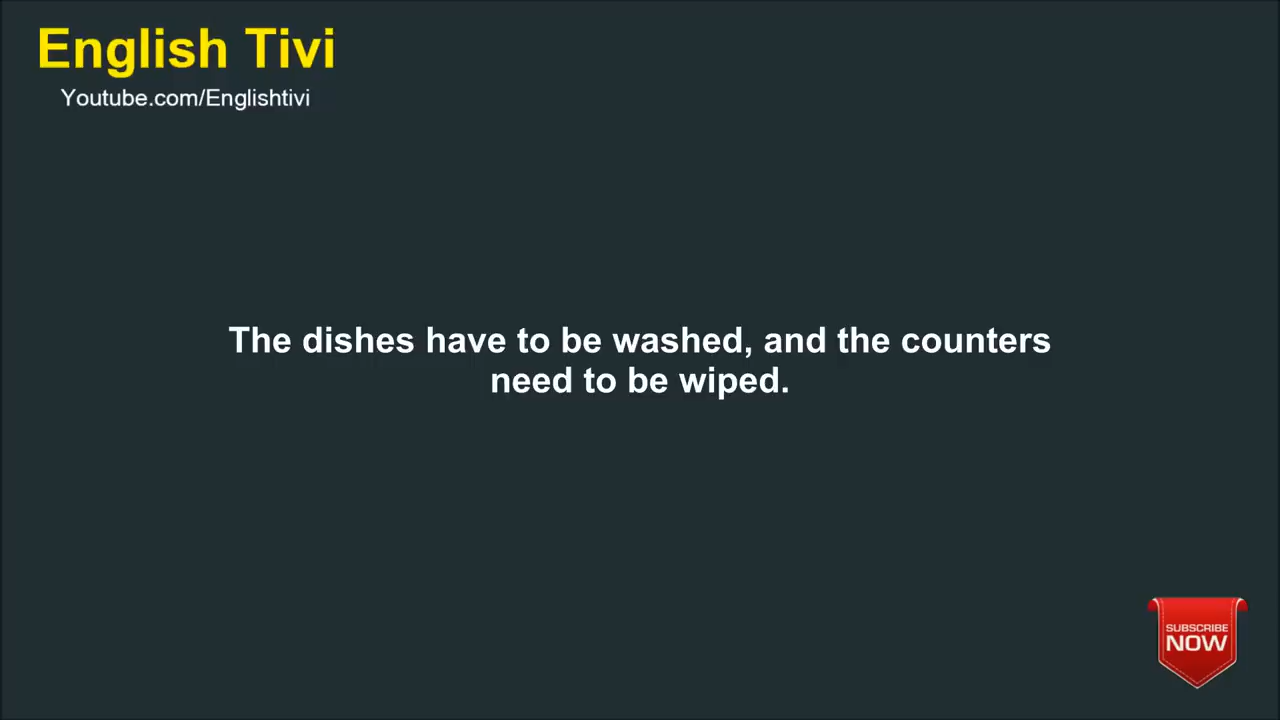 English Tivi
Youtube.com/Englishtivi
The dishes have to be washed, and the counters
need to be wiped.
SUBSCRIBE
NOW